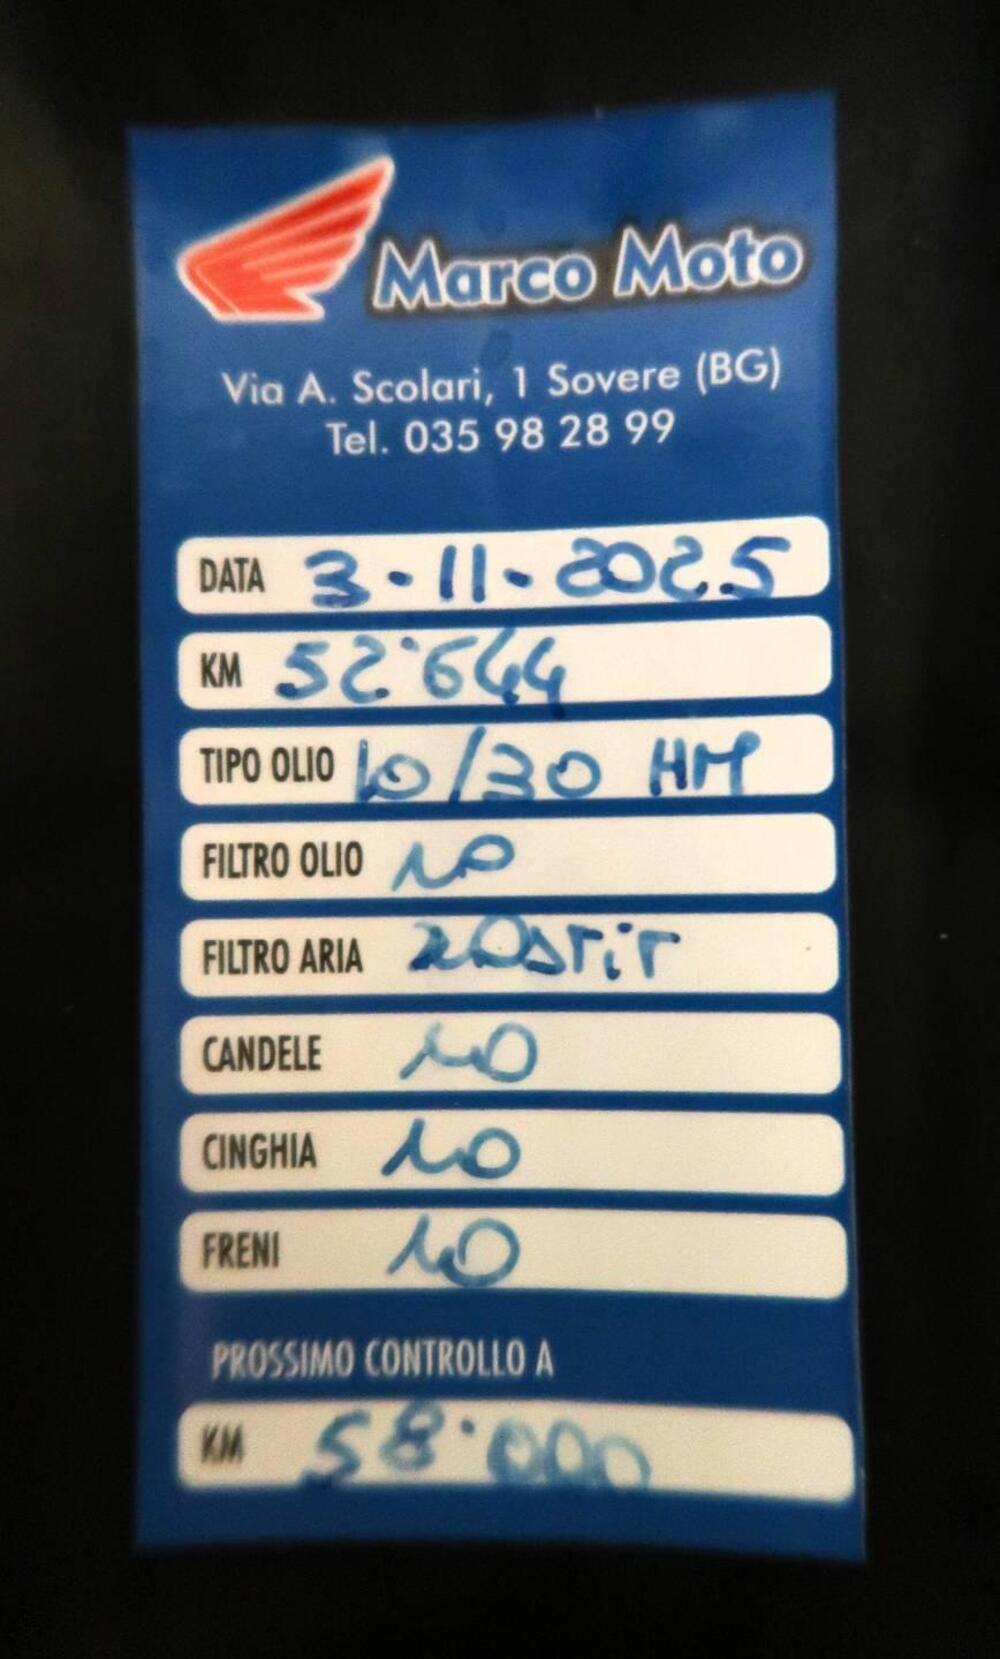 Marco Moto
Via A. Scolari, 1 Sovere (BG)
Tel. 035 98 28 99
DATA 3-11-2025
KM 52'644
TIPO OLIO 10/30 HM
FILTRO OLIO NO
FILTRO ARIA
CANDELE NO
CINGHIA NO
FRENI NO
PROSSIMO CONTROLLO A
KM 58'000